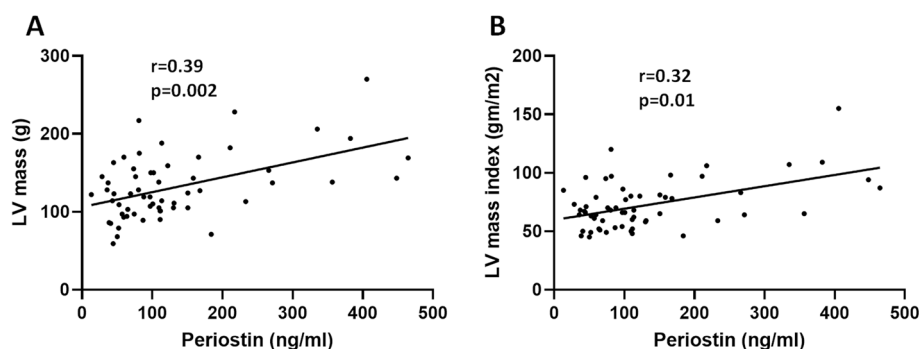 A
r=0.39
p=0.002
LV mass (g)
300
200
100
0
0 100 200 300 400 500
Periostin (ng/ml)
B
r=0.32
p=0.01
LV mass index (gm/m2)
200
150
100
50
0
0 100 200 300 400 500
Periostin (ng/ml)